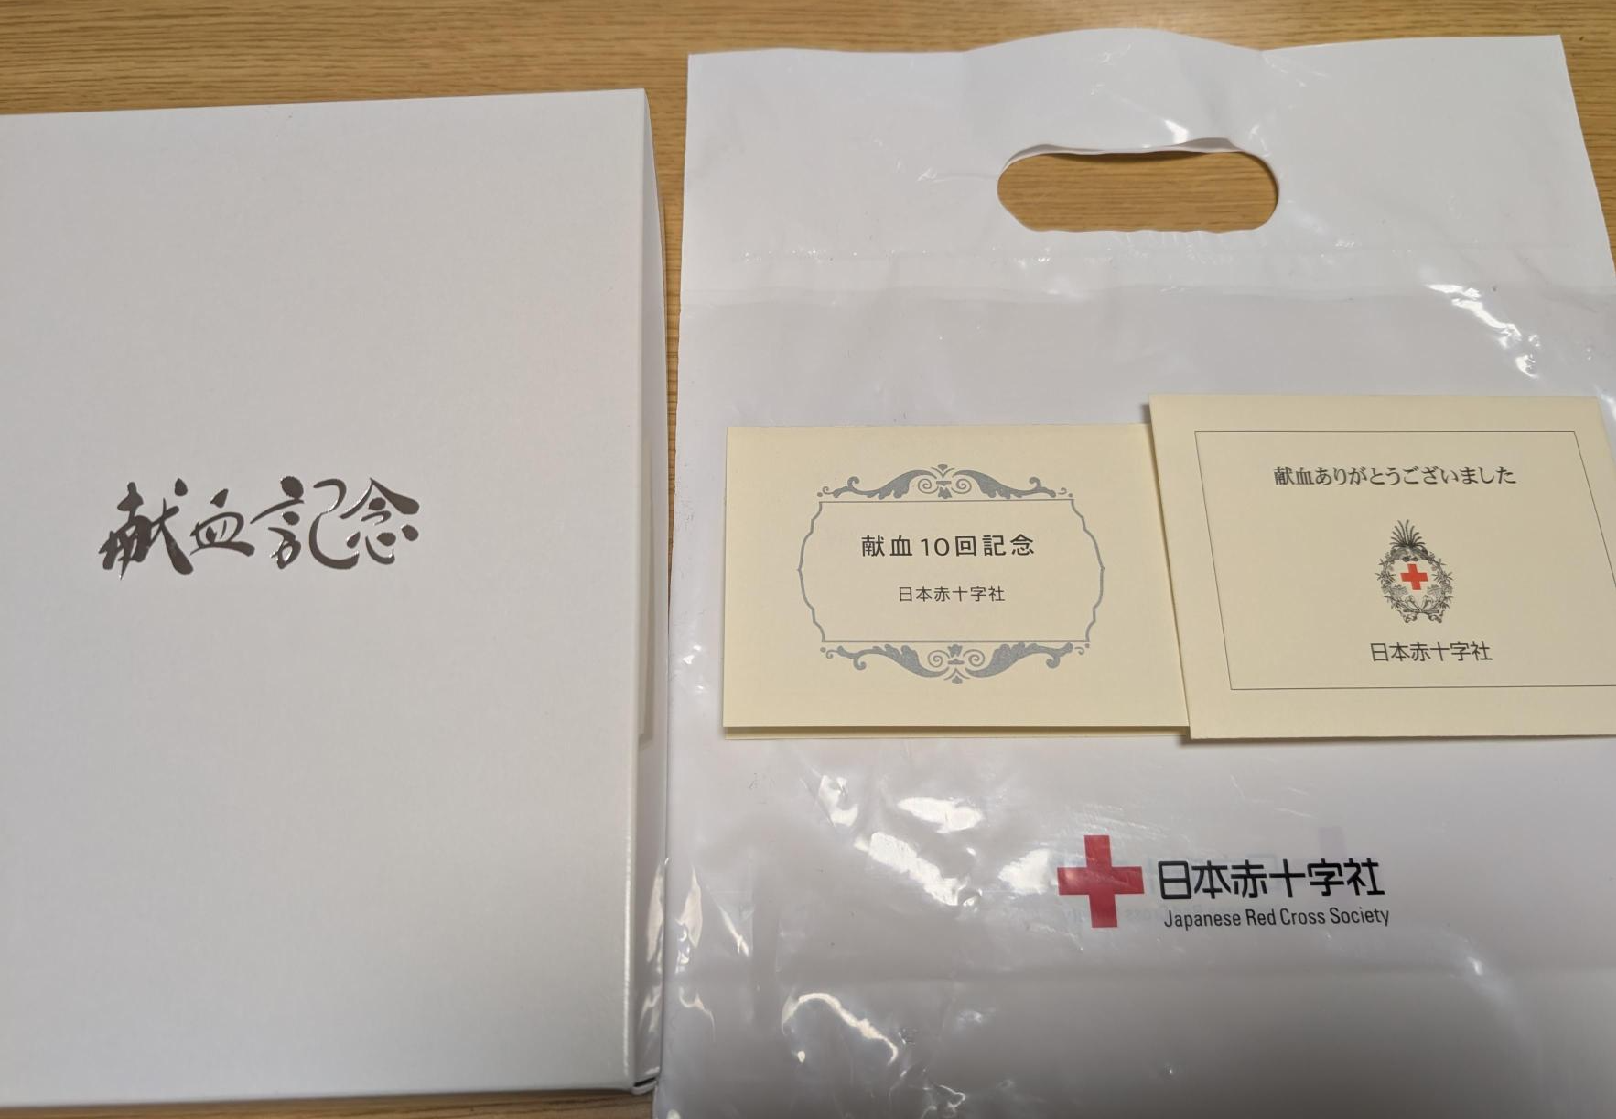 献血記念
献血10回記念
日本赤十字社
献血ありがとうございました
日本赤十字社
日本赤十字社
Japanese Red Cross Society